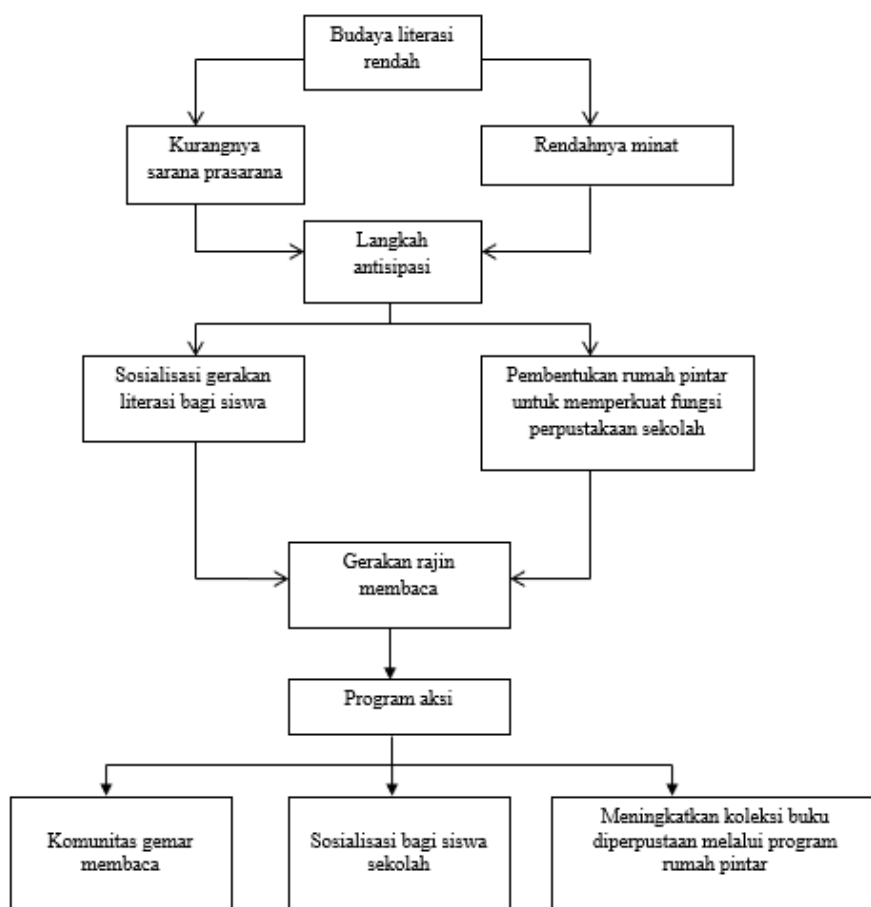 Budaya literasi
rendah
Kurangnya
sarana prasarana
Rendahnya minat
Langkah
antisipasi
Sosialisasi gerakan
literasi bagi siswa
Pembentukan rumah pintar
untuk memperkuat fungsi
perpustakaan sekolah
Gerakan rajin
membaca
Program aksi
Komunitas gemar
membaca
Sosialisasi bagi siswa
sekolah
Meningkatkan koleksi buku
diperpustaan melalui program
rumah pintar